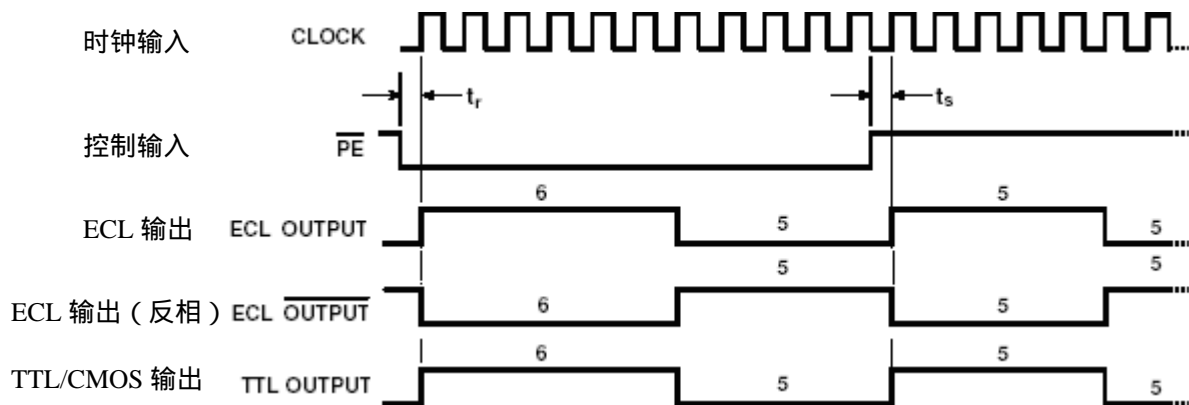 时钟输入 CLOCK
tr ts
控制输入 PE
6 5
ECL 输出 ECL OUTPUT 5 5
5 5
ECL 输出（反相） ECL OUTPUT 6 5
6 5
TTL/CMOS 输出 TTL OUTPUT 5 5